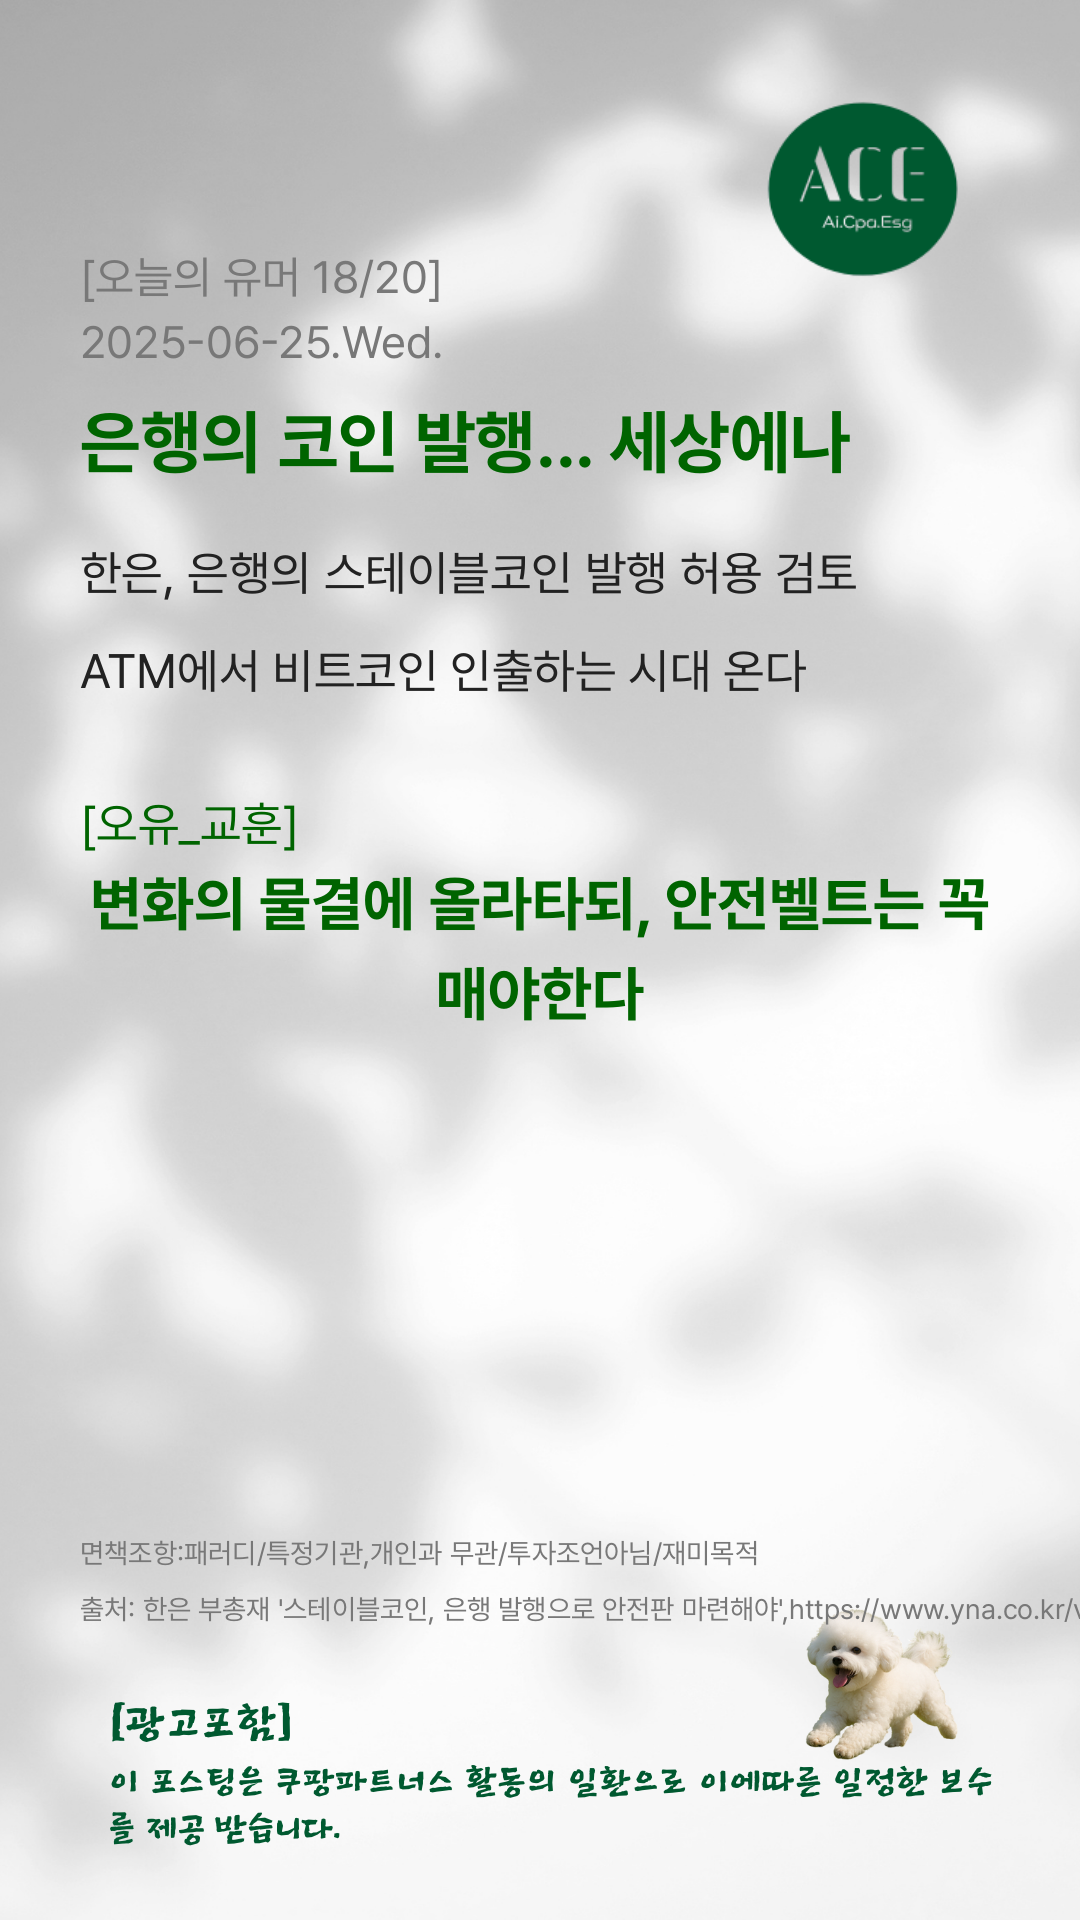 ACE
Ai.Cpa.Esg
[오늘의 유머 18/20]
2025-06-25.Wed.
은행의 코인 발행... 세상에나
한은, 은행의 스테이블코인 발행 허용 검토
ATM에서 비트코인 인출하는 시대 온다
[오유_교훈]
변화의 물결에 올라타되, 안전벨트는 꼭
매야한다
면책조항:패러디/특정기관,개인과 무관/투자조언아님/재미목적
출처: 한은 부총재 '스테이블코인, 은행 발행으로 안전판 마련해야',https://www.yna.co.kr/v
[광고포함]
이 포스팅은 쿠팡파트너스 활동의 일환으로 이에따른 일정한 보수
를 제공 받습니다.